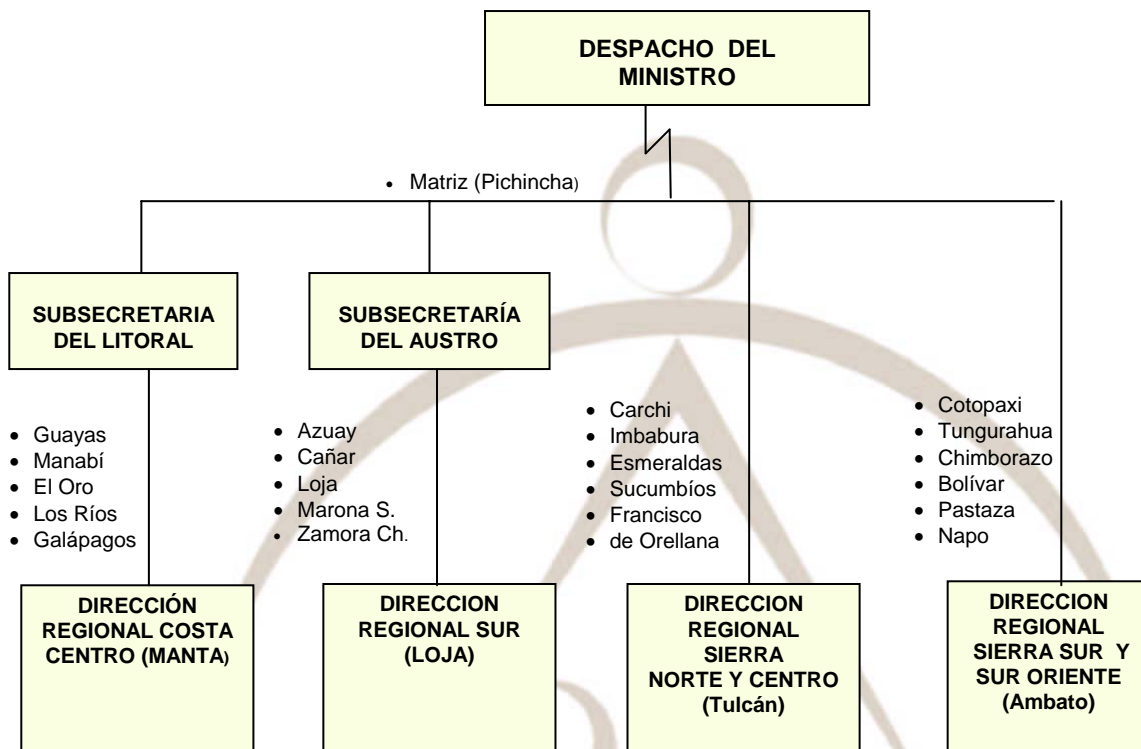 DESPACHO DEL
MINISTRO
• Matriz (Pichincha)
SUBSECRETARIA
DEL LITORAL
SUBSECRETARÍA
DEL AUSTRO
• Guayas
• Manabí
• El Oro
• Los Ríos
• Galápagos
• Azuay
• Cañar
• Loja
• Marona S.
• Zamora Ch.
• Carchi
• Imbabura
• Esmeraldas
• Sucumbíos
• Francisco
• de Orellana
• Cotopaxi
• Tungurahua
• Chimborazo
• Bolívar
• Pastaza
• Napo
DIRECCIÓN
REGIONAL COSTA
CENTRO (MANTA)
DIRECCION
REGIONAL SUR
(LOJA)
DIRECCION
REGIONAL
SIERRA
NORTE Y CENTRO
(Tulcán)
DIRECCION
REGIONAL
SIERRA SUR Y
SUR ORIENTE
(Ambato)